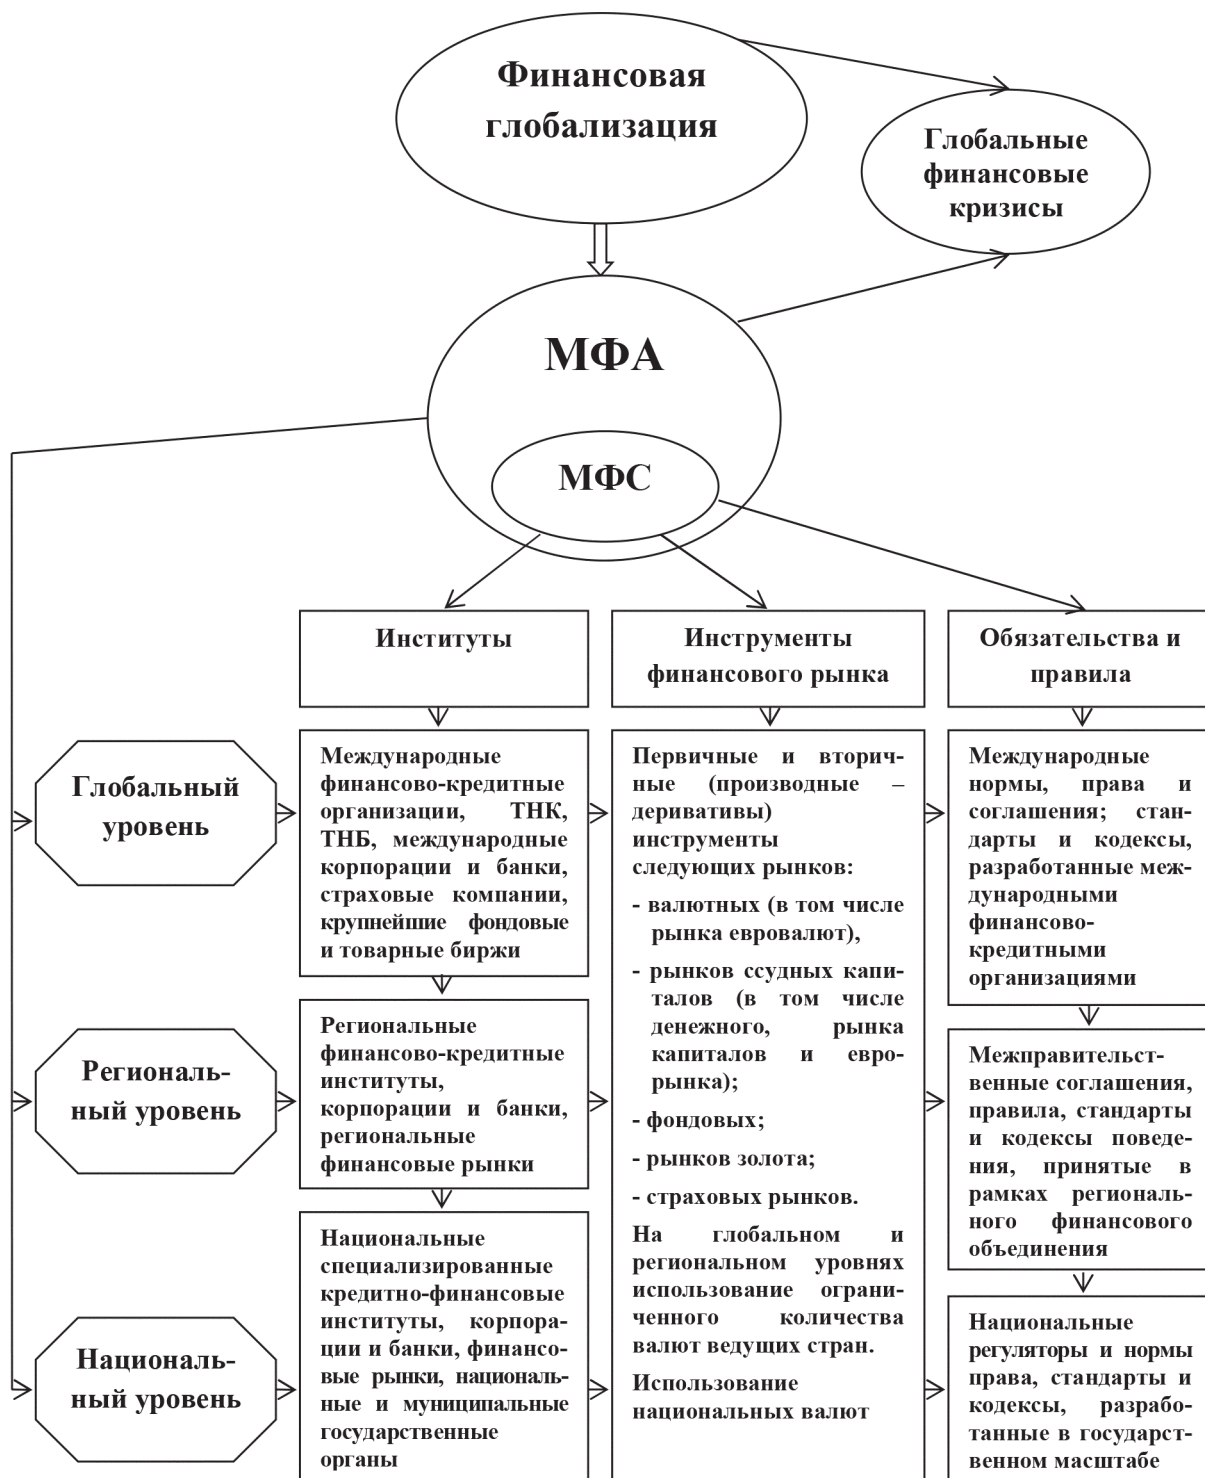 Финансовая
глобализация
Глобальные
финансовые
кризисы
МФА
МФС
Институты
Инструменты
финансового рынка
Обязательства и
правила
Глобальный
уровень
Международные
финансово-кредитные
организации, ТНК,
ТНБ, международные
корпорации и банки,
страховые компании,
крупнейшие фондовые
и товарные биржи
Первичные и вторич-
ные (производные –
деривативы)
инструменты
следующих рынков:
- валютных (в том числе
рынка евровалют),
- рынков ссудных капи-
талов (в том числе
денежного, рынка
капиталов и евро-
рынка);
- фондовых;
- рынков золота;
- страховых рынков.
На глобальном и
региональном уровнях
использование ограни-
ченного количества
валют ведущих стран.
Использование
национальных валют
Международные
нормы, права и
соглашения; стан-
дарты и кодексы,
разработанные меж-
дународными
финансово-
кредитными
организациями
Региональ-
ный уровень
Региональные
финансово-кредитные
институты,
корпорации и банки,
региональные
финансовые рынки
Межправительст-
венные соглашения,
правила, стандарты
и кодексы поведе-
ния, принятые в
рамках региональ-
ного финансового
объединения
Националь-
ный уровень
Национальные
специализированные
кредитно-финансовые
институты, корпора-
ции и банки, финансо-
вые рынки, националь-
ные и муниципальные
государственные
органы
Национальные
регуляторы и нормы
права, стандарты и
кодексы, разрабо-
танные в государст-
венном масштабе